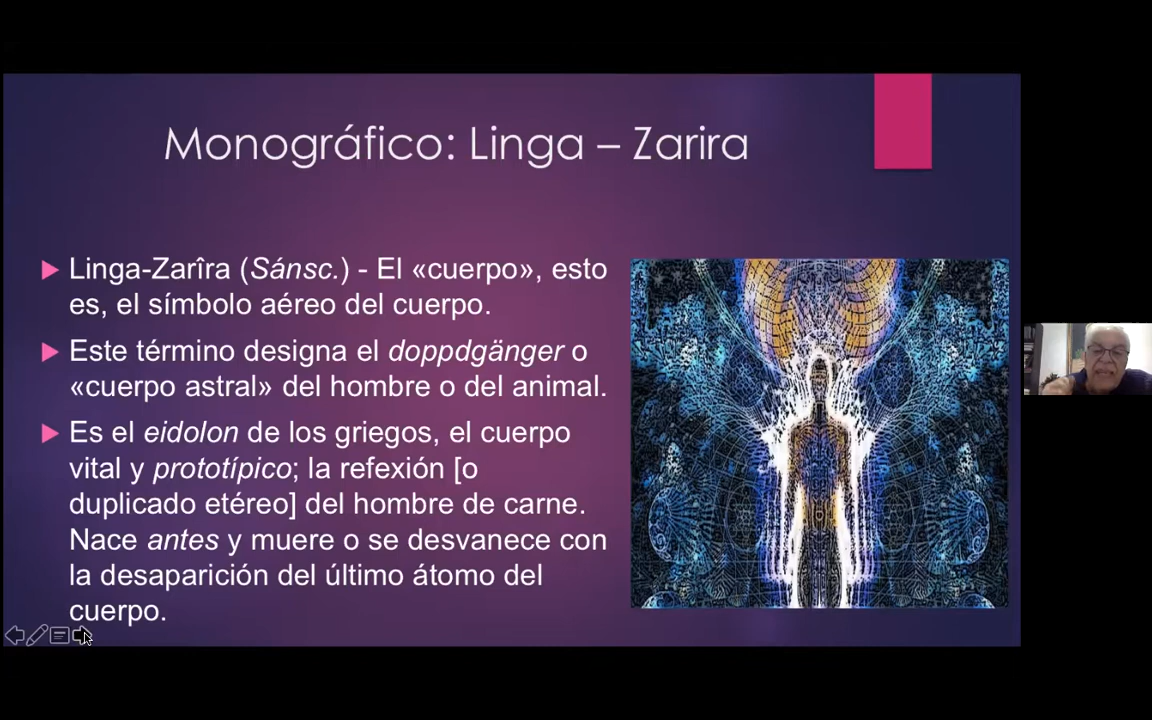 Monográfico: Linga – Zarira
Linga-Zarîra (Sánsc.) - El «cuerpo», esto
es, el símbolo aéreo del cuerpo.
Este término designa el doppdgänger o
«cuerpo astral» del hombre o del animal.
Es el eidolon de los griegos, el cuerpo
vital y prototípico; la refexión [o
duplicado etéreo] del hombre de carne.
Nace antes y muere o se desvanece con
la desaparición del último átomo del
cuerpo.